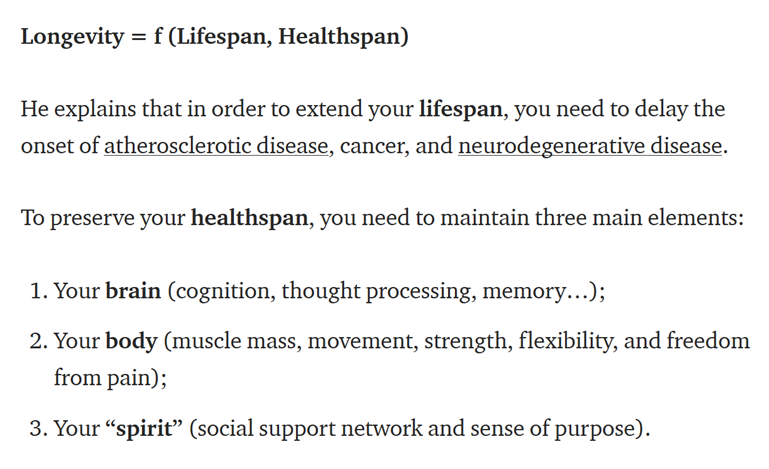 Longevity = f (Lifespan, Healthspan)
He explains that in order to extend your lifespan, you need to delay the
onset of atherosclerotic disease, cancer, and neurodegenerative disease.
To preserve your healthspan, you need to maintain three main elements:
1. Your brain (cognition, thought processing, memory…);
2. Your body (muscle mass, movement, strength, flexibility, and freedom
from pain);
3. Your “spirit” (social support network and sense of purpose).